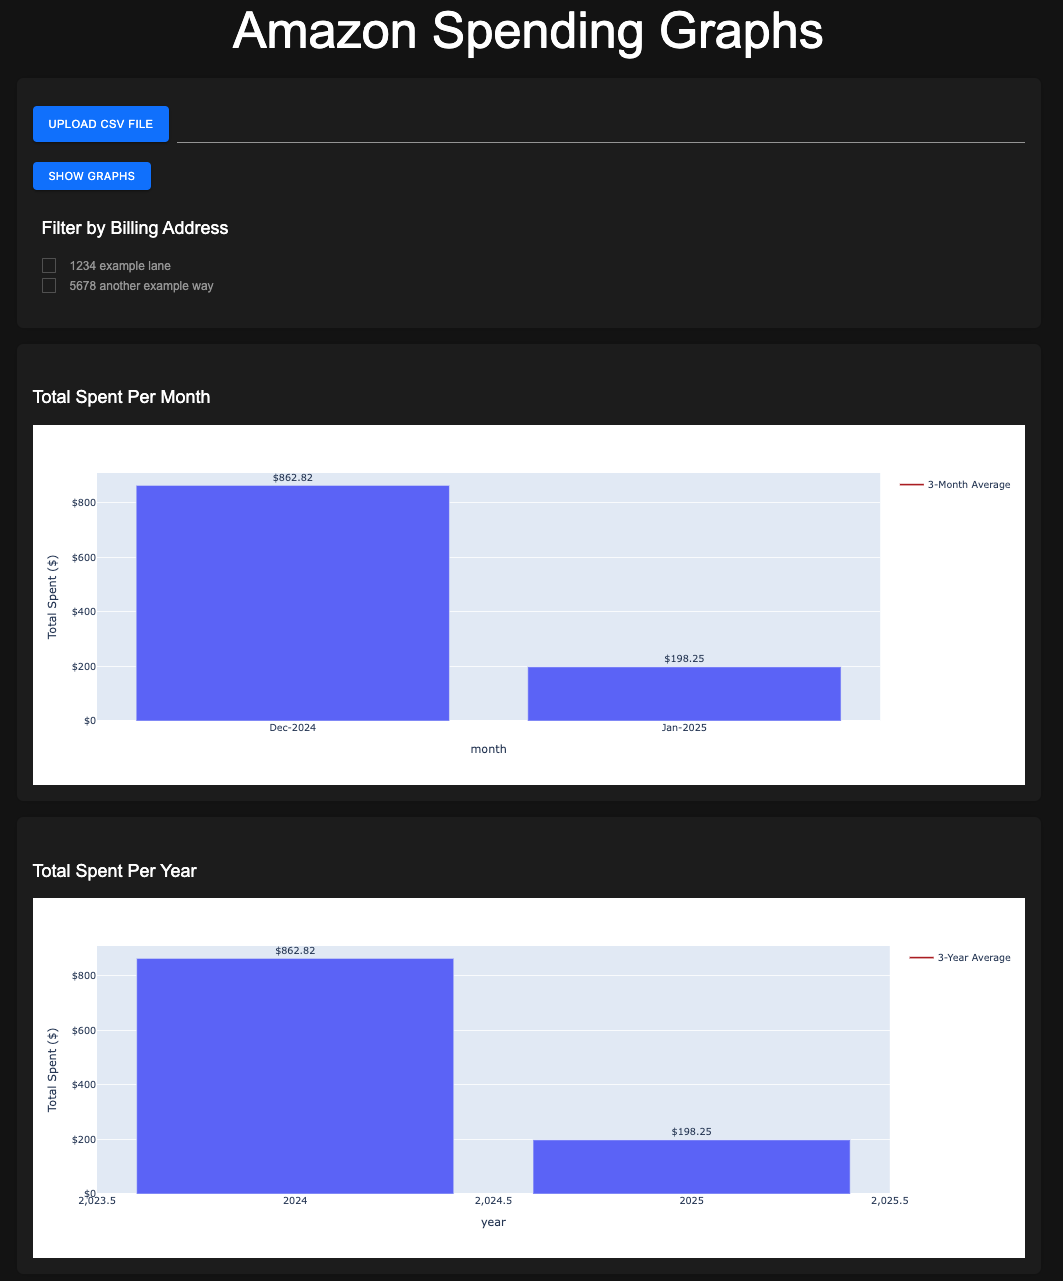 Amazon Spending Graphs
UPLOAD CSV FILE
SHOW GRAPHS
Filter by Billing Address
1234 example lane
5678 another example way
Total Spent Per Month
$862.82
3-Month Average
$800
$600
Total Spent ($)
$400
$198.25
$200
$0
Dec-2024
Jan-2025
month
Total Spent Per Year
$862.82
3-Year Average
$800
$600
Total Spent ($)
$400
$198.25
$200
$0
2,023.5
2024
2,024.5
2025
2,025.5
year